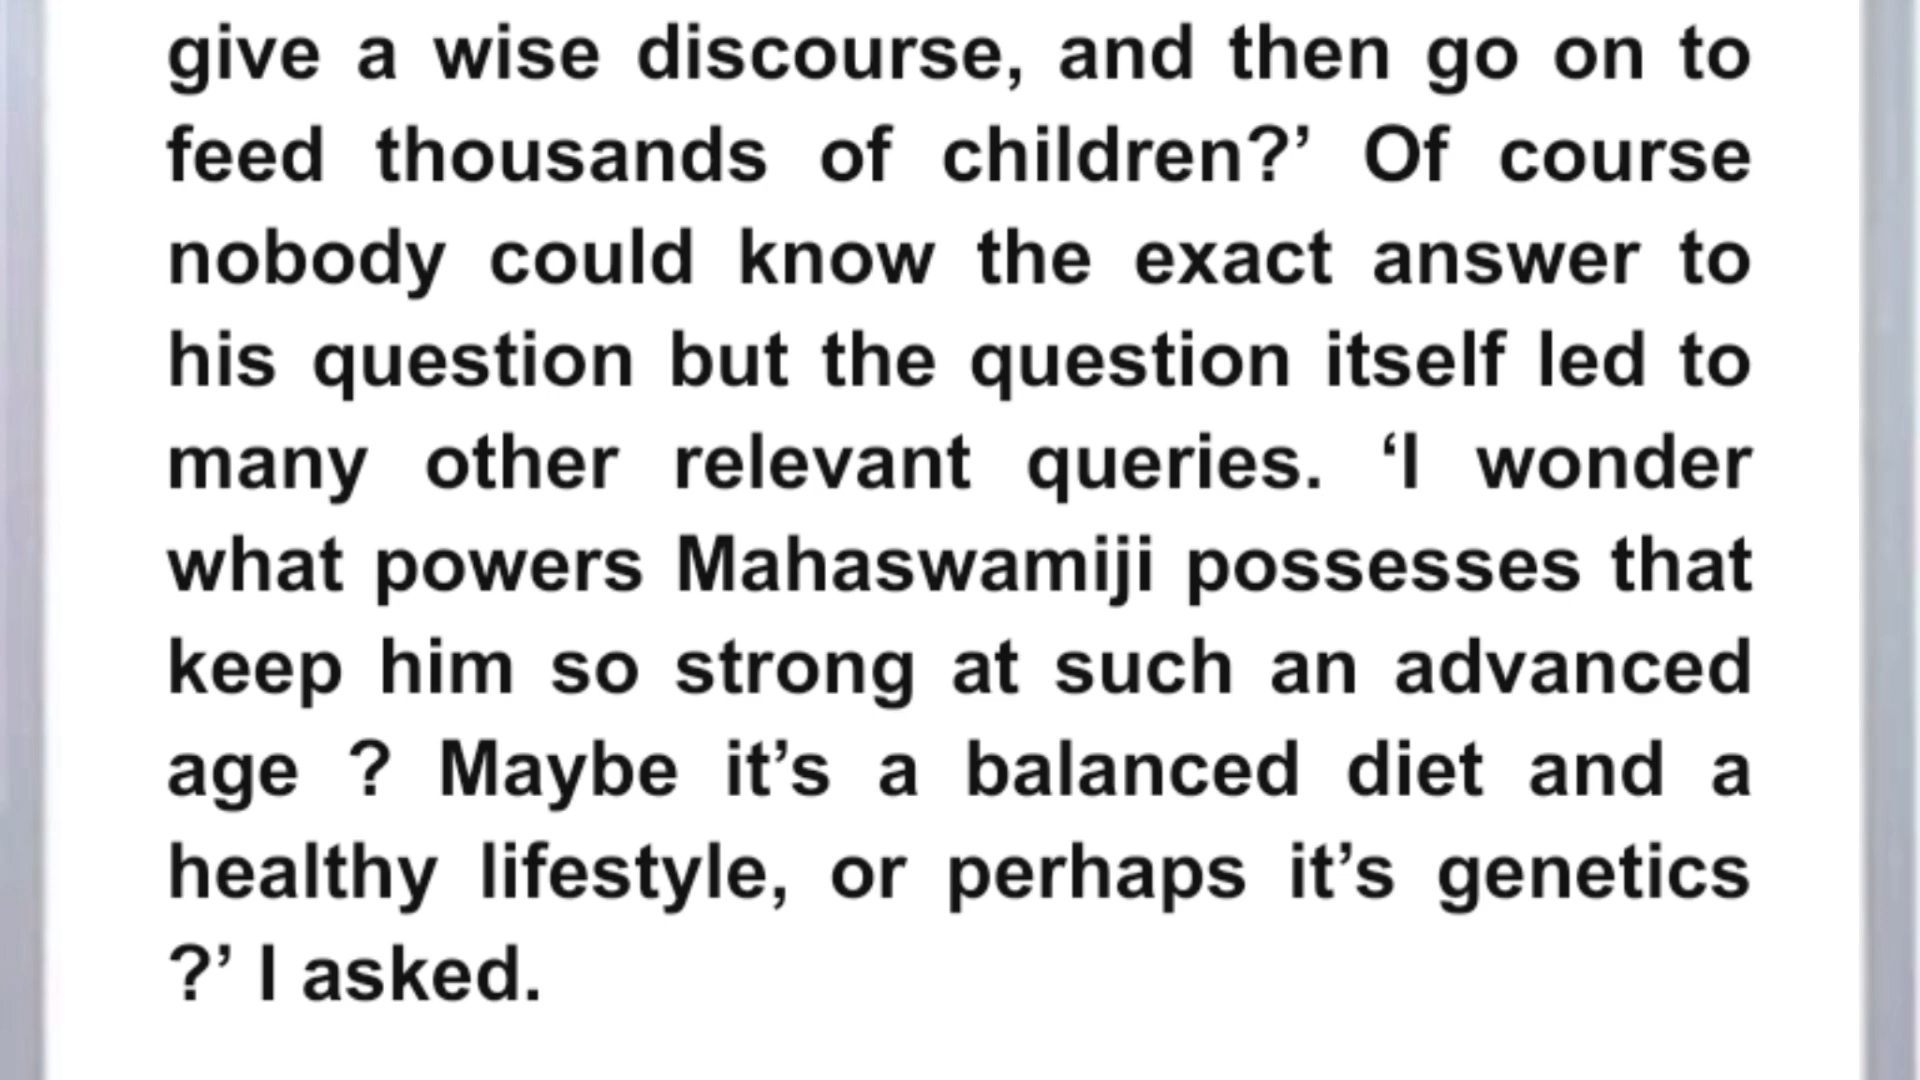 give a wise discourse, and then go on to
feed thousands of children?’ Of course
nobody could know the exact answer to
his question but the question itself led to
many other relevant queries. ‘I wonder
what powers Mahaswamiji possesses that
keep him so strong at such an advanced
age ? Maybe it’s a balanced diet and a
healthy lifestyle, or perhaps it’s genetics
?’ I asked.